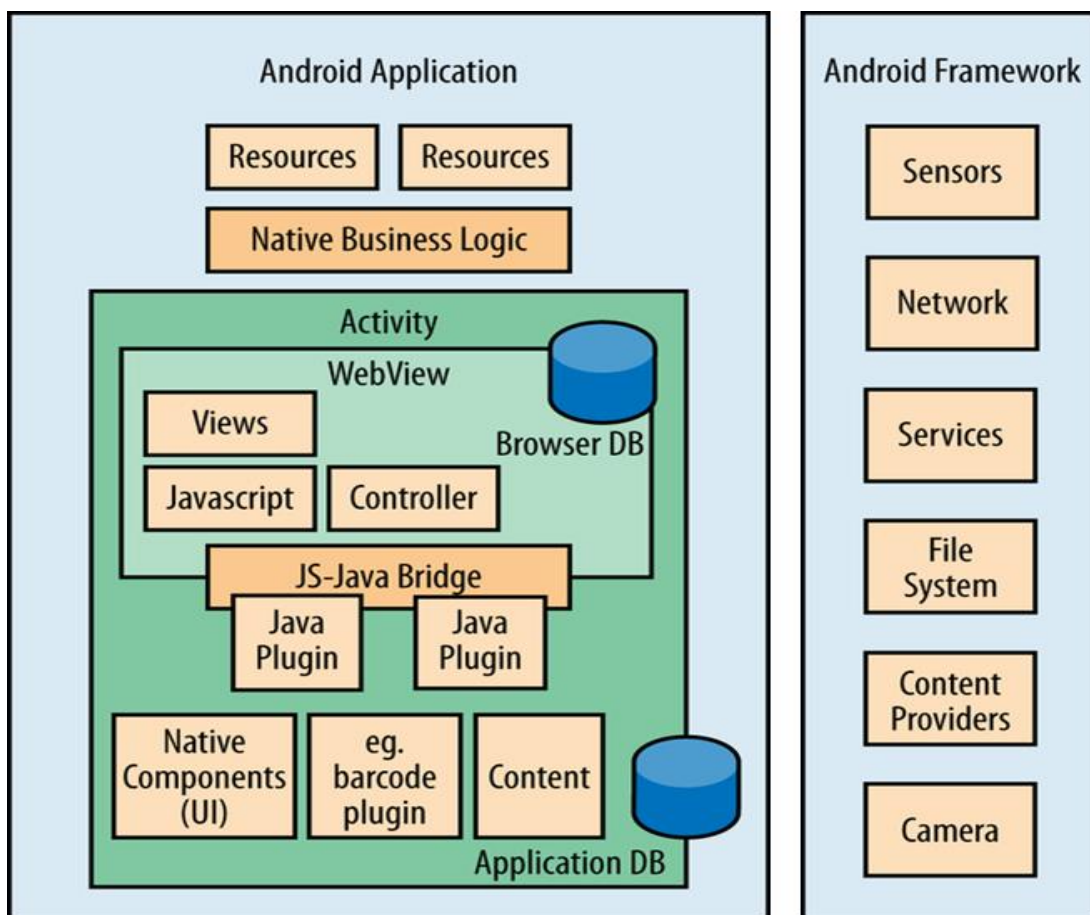 Android Application
Resources
Resources
Native Business Logic
Activity
WebView
Views
Browser DB
Javascript
Controller
JS-Java Bridge
Java
Plugin
Java
Plugin
Native
Components
(UI)
eg.
barcode
plugin
Content
Application DB
Android Framework
Sensors
Network
Services
File
System
Content
Providers
Camera